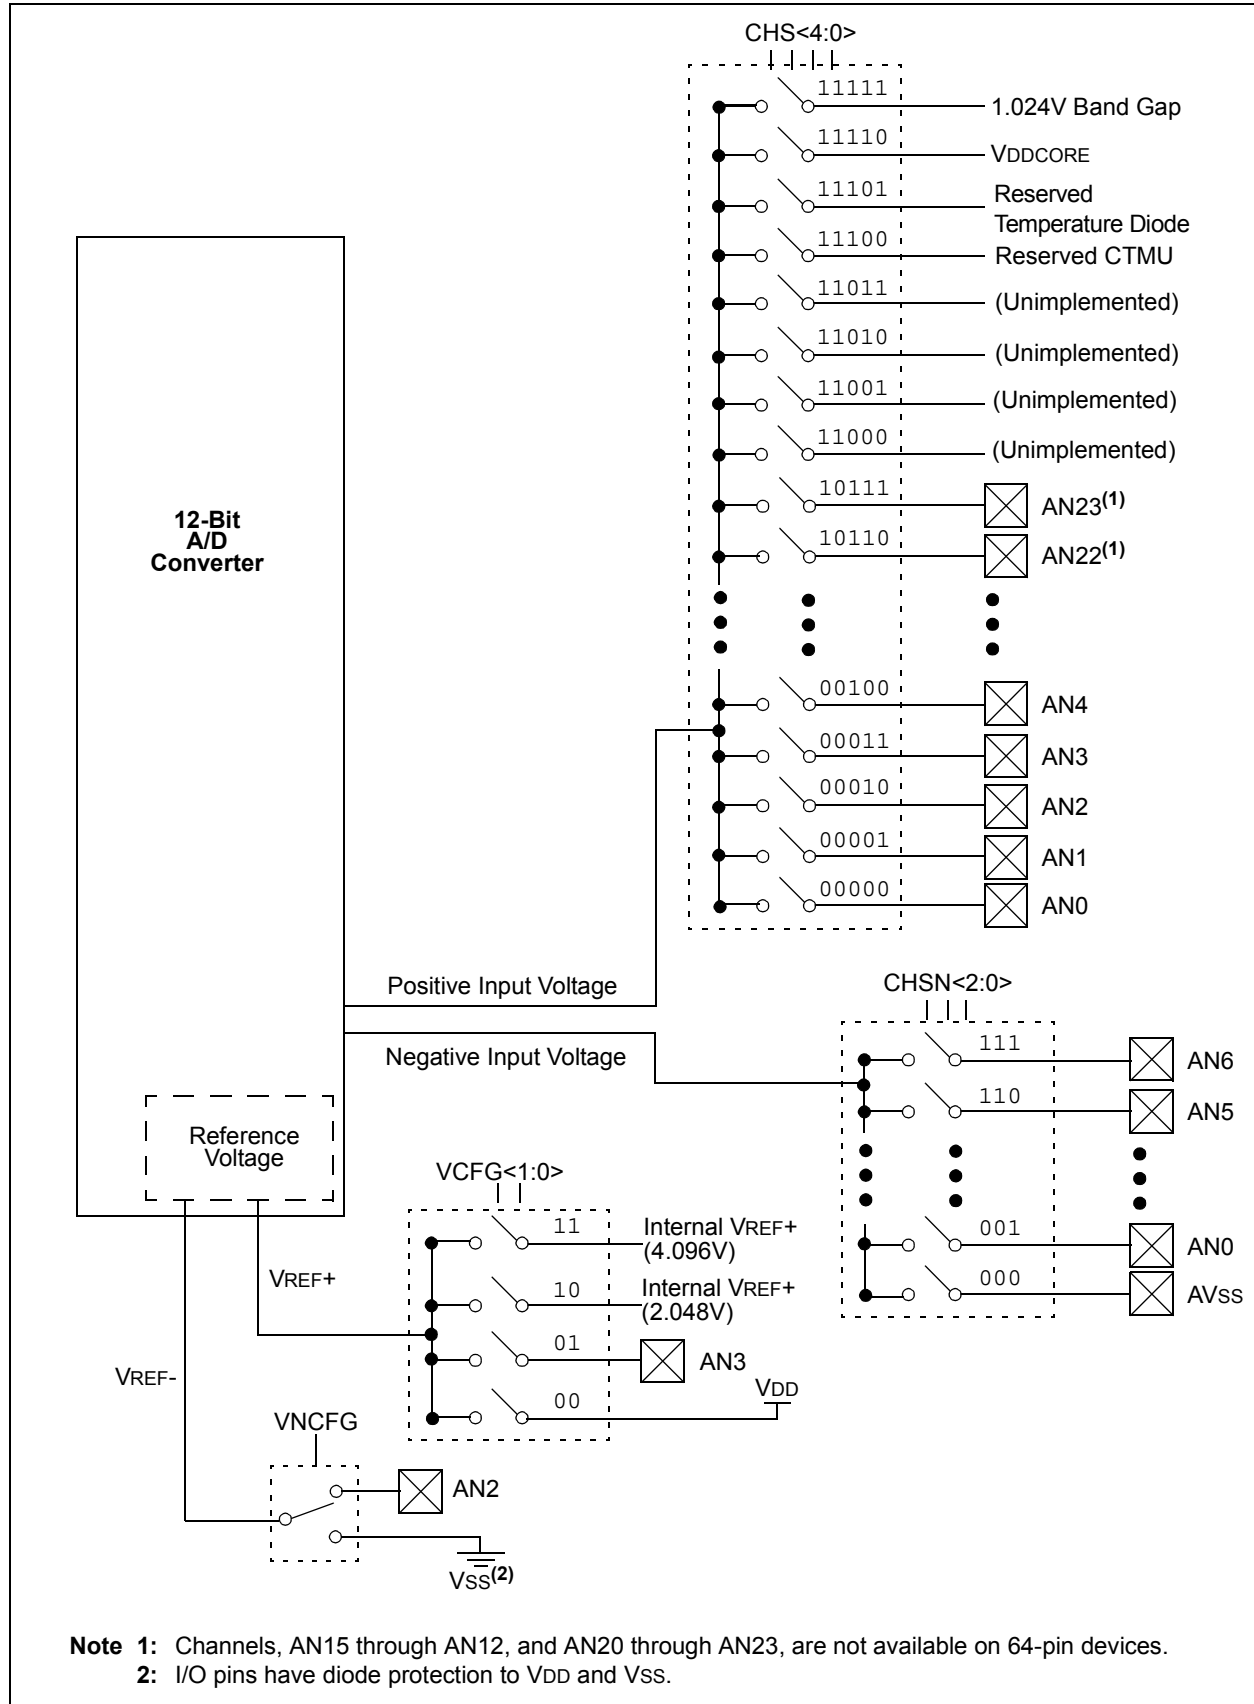 CHS<4:0>
11111
1.024V Band Gap
11110
VDDCORE
11101
Reserved
Temperature Diode
11100
Reserved CTMU
11011
(Unimplemented)
11010
(Unimplemented)
11001
(Unimplemented)
11000
(Unimplemented)
10111
AN23(1)
10110
AN22(1)
12-Bit
A/D
Converter
00100
AN4
00011
AN3
00010
AN2
00001
AN1
00000
AN0
Positive Input Voltage
Negative Input Voltage
CHSN<2:0>
111
AN6
110
AN5
001
AN0
000
AVSS
Reference
Voltage
VCFG<1:0>
11
Internal VREF+
(4.096V)
10
Internal VREF+
(2.048V)
01
AN3
00
VDD
VREF+
VREF-
VNCFG
AN2
VSS(2)
Note 1: Channels, AN15 through AN12, and AN20 through AN23, are not available on 64-pin devices.
2: I/O pins have diode protection to VDD and VSS.